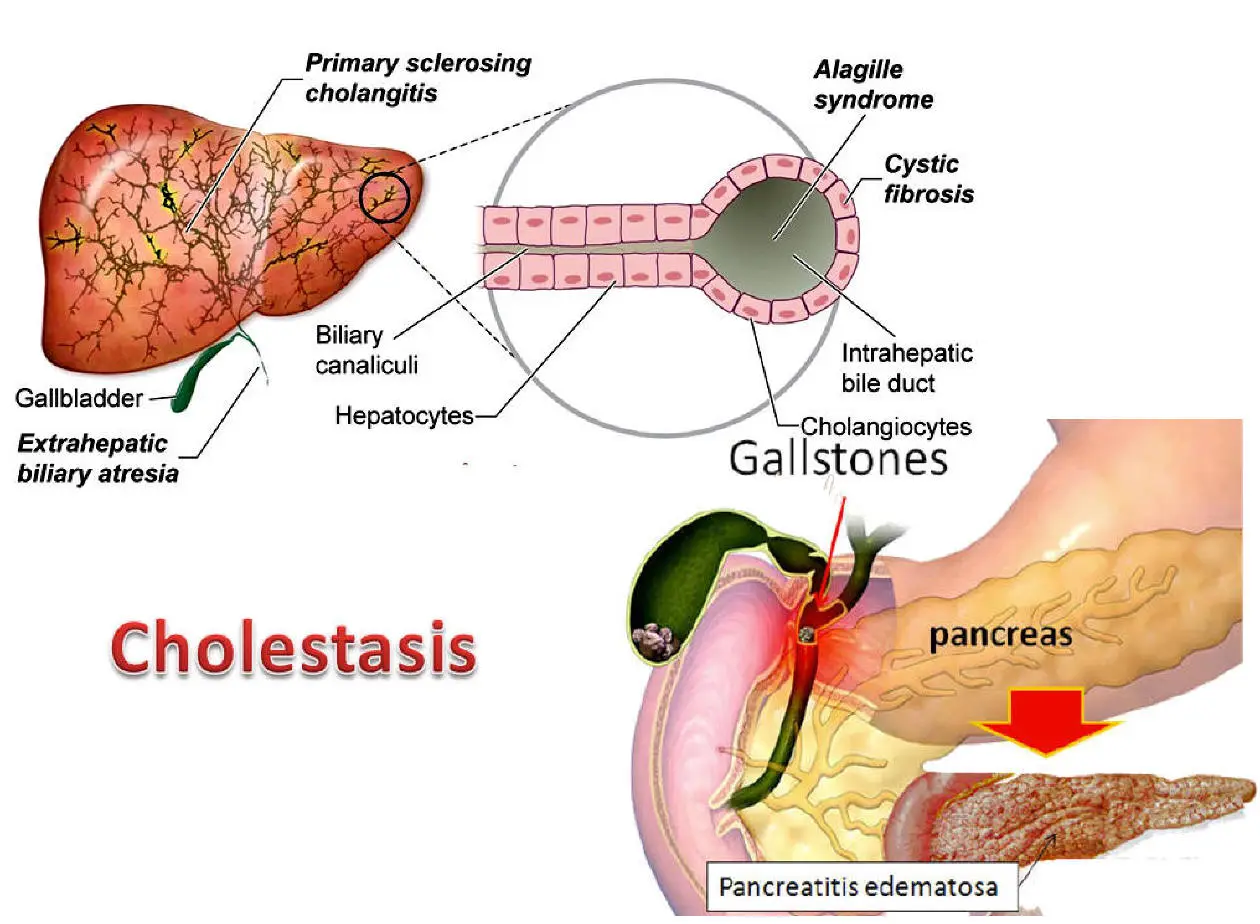 Primary sclerosing
cholangitis
Alagille
syndrome
Cystic
fibrosis
Biliary
canaliculi
Intrahepatic
bile duct
Gallbladder
Hepatocytes
Cholangiocytes
Extrahepatic
biliary atresia
Gallstones
Cholestasis
pancreas
Pancreatitis edematosa